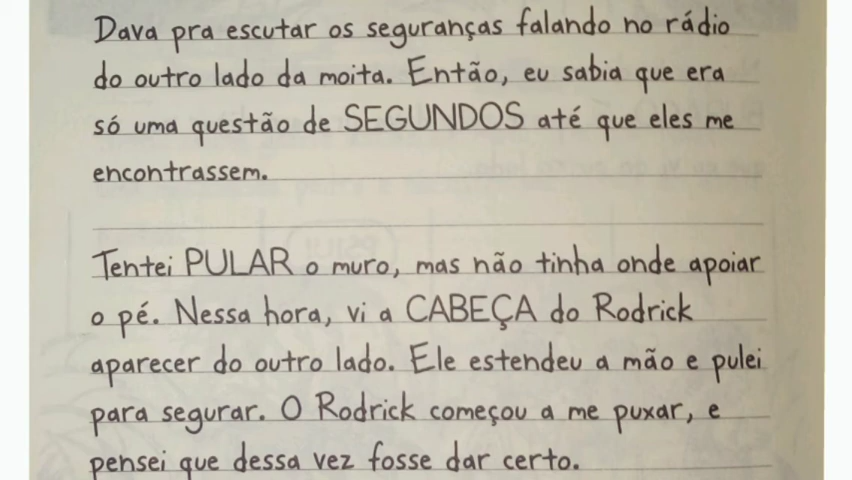 Dava pra escutar os seguranças falando no rádio
do outro lado da moita. Então, eu sabia que era
só uma questão de SEGUNDOS até que eles me
encontrassem.
Tentei PULAR o muro, mas não tinha onde apoiar
o pé. Nessa hora, vi a CABEÇA do Rodrick
aparecer do outro lado. Ele estendeu a mão e pulei
para segurar. O Rodrick começou a me puxar, e
pensei que dessa vez fosse dar certo.